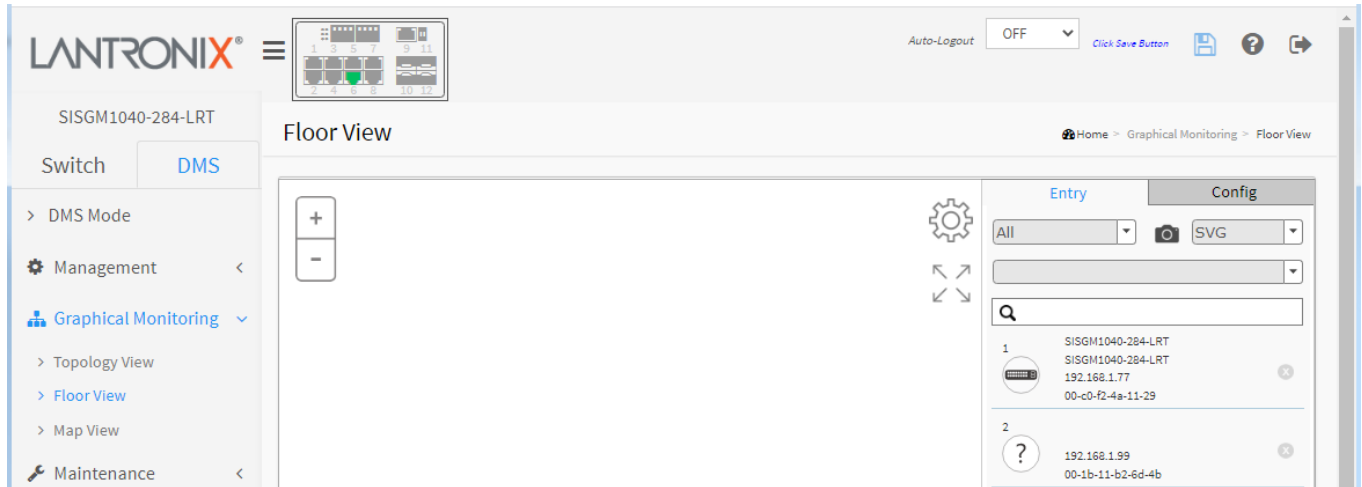 LANTRONIX®
1 3 5 7 9 11
2 4 6 8 10 12
Auto-Logout
OFF
Click Save Button
SISGM1040-284-LRT
Switch
DMS
> DMS Mode
Management
Graphical Monitoring
> Topology View
> Floor View
> Map View
Maintenance
Floor View
Home > Graphical Monitoring > Floor View
+
-
Entry
Config
All
SVG
1
SISGM1040-284-LRT
SISGM1040-284-LRT
192.168.1.77
00-c0-f2-4a-11-29
2
?
192.168.1.99
00-1b-11-b2-6d-4b